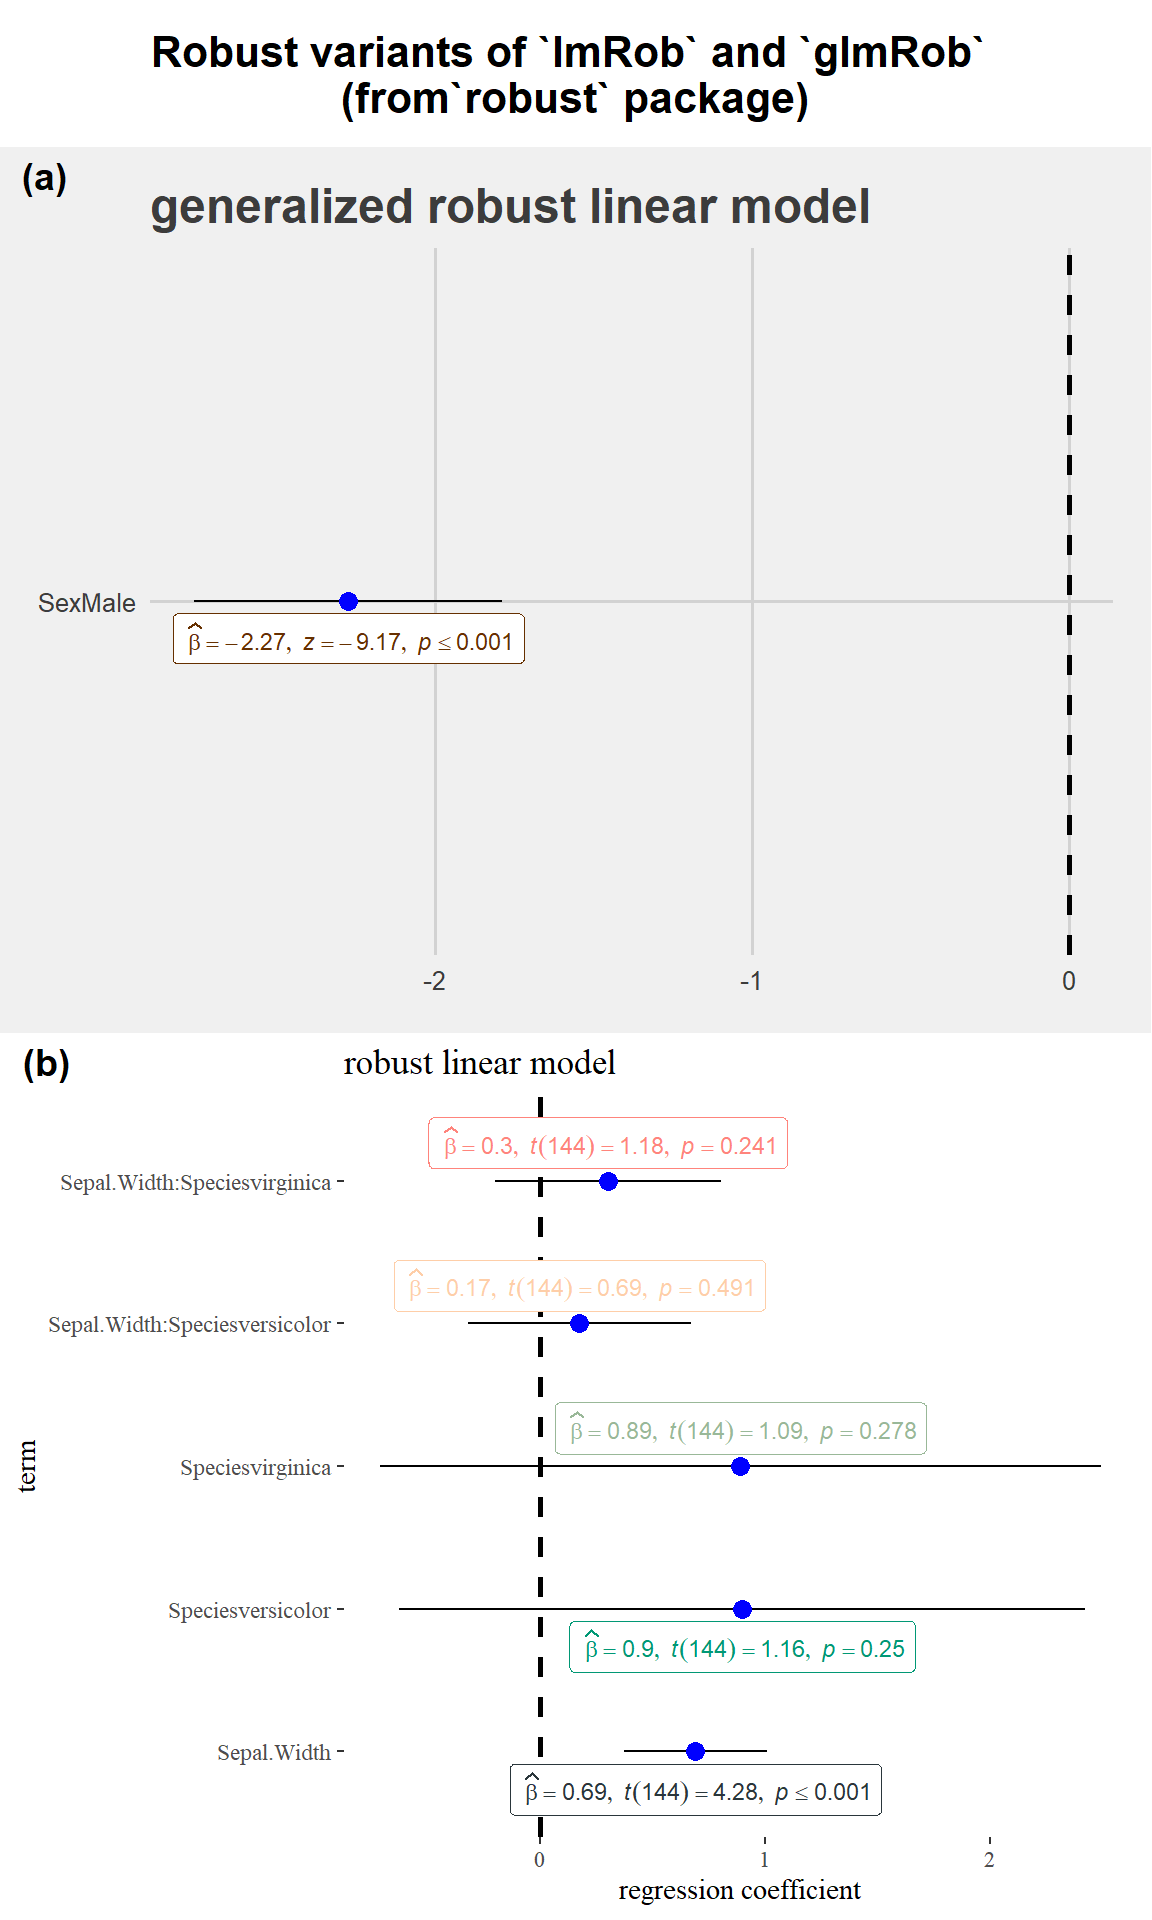 Robust variants of `lmRob` and `glmRob`
(from`robust` package)
(a)
generalized robust linear model
SexMale
β̂ = −2.27, z = −9.17, p ≤ 0.001
-2 -1 0
(b)
robust linear model
β̂ = 0.3, t(144) = 1.18, p = 0.241
Sepal.Width:Speciesvirginica
β̂ = 0.17, t(144) = 0.69, p = 0.491
Sepal.Width:Speciesversicolor
β̂ = 0.89, t(144) = 1.09, p = 0.278
Speciesvirginica
term
Speciesversicolor
β̂ = 0.9, t(144) = 1.16, p = 0.25
Sepal.Width
β̂ = 0.69, t(144) = 4.28, p ≤ 0.001
0 1 2
regression coefficient